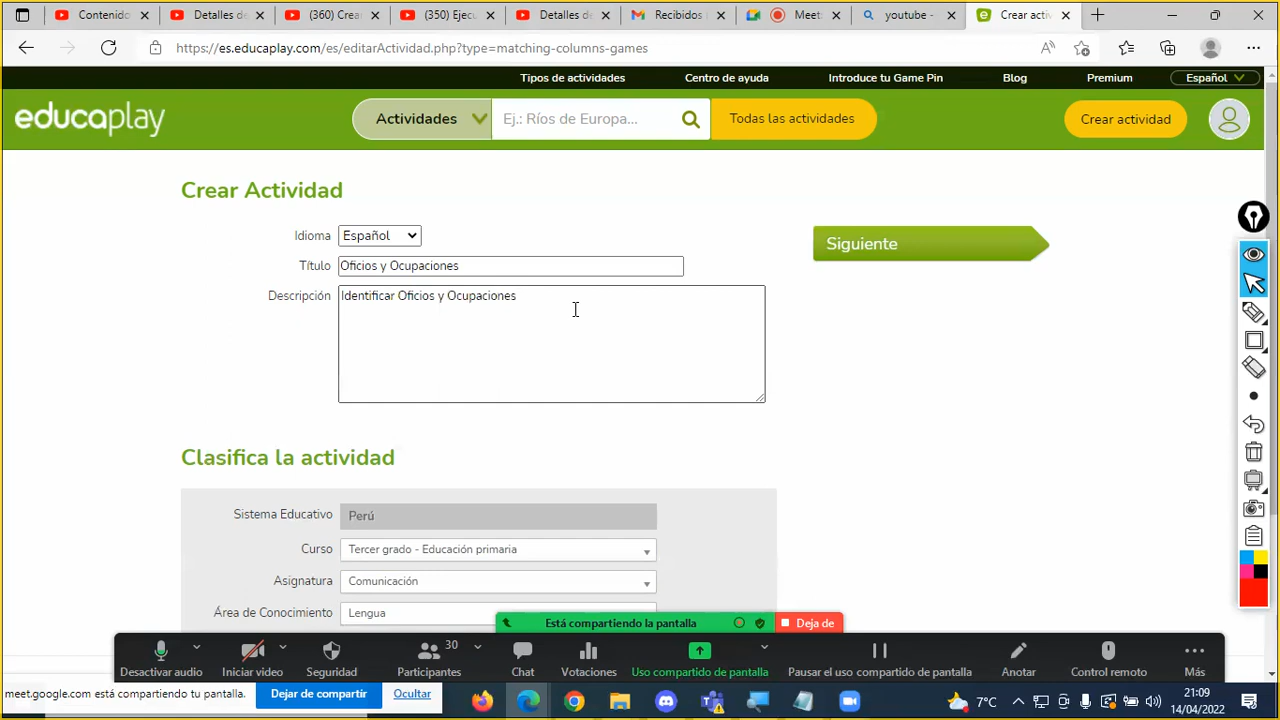 Contenido
Detalles de
(360) Crea
(350) Ejec
Detalles de
Recibidos
Meet
youtube -
Crear acti
https://es.educaplay.com/es/editarActividad.php?type=matching-columns-games
Tipos de actividades
Centro de ayuda
Introduce tu Game Pin
Blog
Premium
Español
educaplay
Actividades
Ej.: Ríos de Europa...
Todas las actividades
Crear actividad
Crear Actividad
Idioma
Español
Siguiente
Título
Oficios y Ocupaciones
Descripción
Identificar Oficios y Ocupaciones
Clasifica la actividad
Sistema Educativo
Perú
Curso
Tercer grado - Educación primaria
Asignatura
Comunicación
Área de Conocimiento
Lengua
Está compartiendo la pantalla
Deja de
30
Desactivar audio
Iniciar video
Seguridad
Participantes
Chat
Votaciones
Uso compartido de pantalla
Pausar el uso compartido de pantalla
Anotar
Control remoto
Más
meet.google.com está compartiendo tu pantalla.
Dejar de compartir
Ocultar
7°C
21:09
14/04/2022